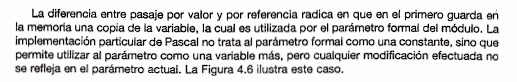 La diferencia entre pasaje por valor y por referencia radica en que en el primero guarda en
la memoria una copia de la variable, la cual es utilizada por el parámetro formal del módulo. La
implementación particular de Pascal no trata al parámetro formal como una constante, sino que
permite utilizar al parámetro como una variable más, pero cualquier modificación efectuada no
se refleja en el parámetro actual. La Figura 4.6 ilustra este caso.